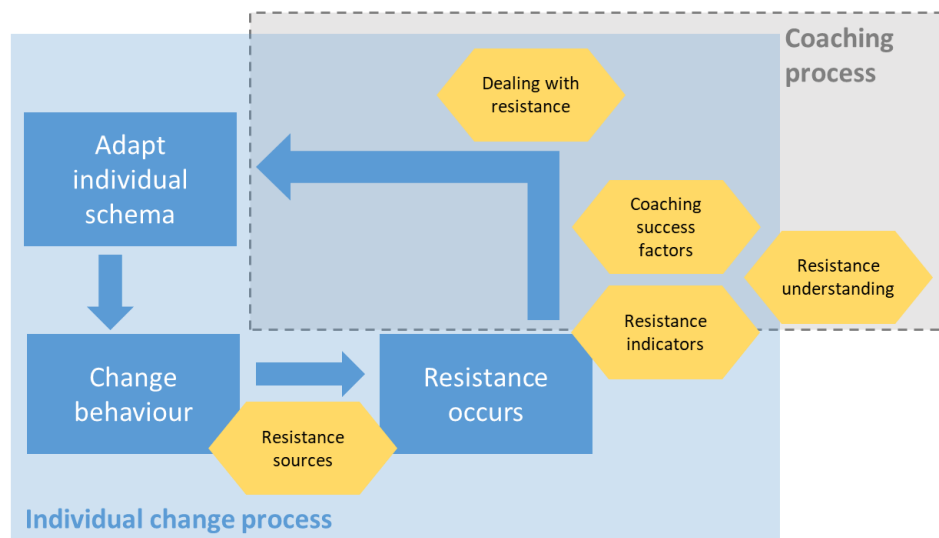 Coaching
process
Dealing with
resistance
Adapt
individual
schema
Coaching
success
factors
Resistance
understanding
Resistance
indicators
Change
behaviour
Resistance
occurs
Resistance
sources
Individual change process